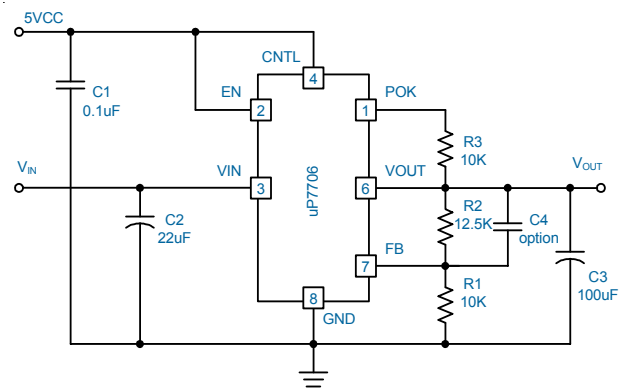 5VCC
CNTL
4
C1
0.1uF
EN
2
POK
1
R3
10K
VIN
VIN
3
uP7706
VOUT
6
VOUT
R2
12.5K
C4
option
C2
22uF
FB
7
R1
10K
C3
100uF
8
GND